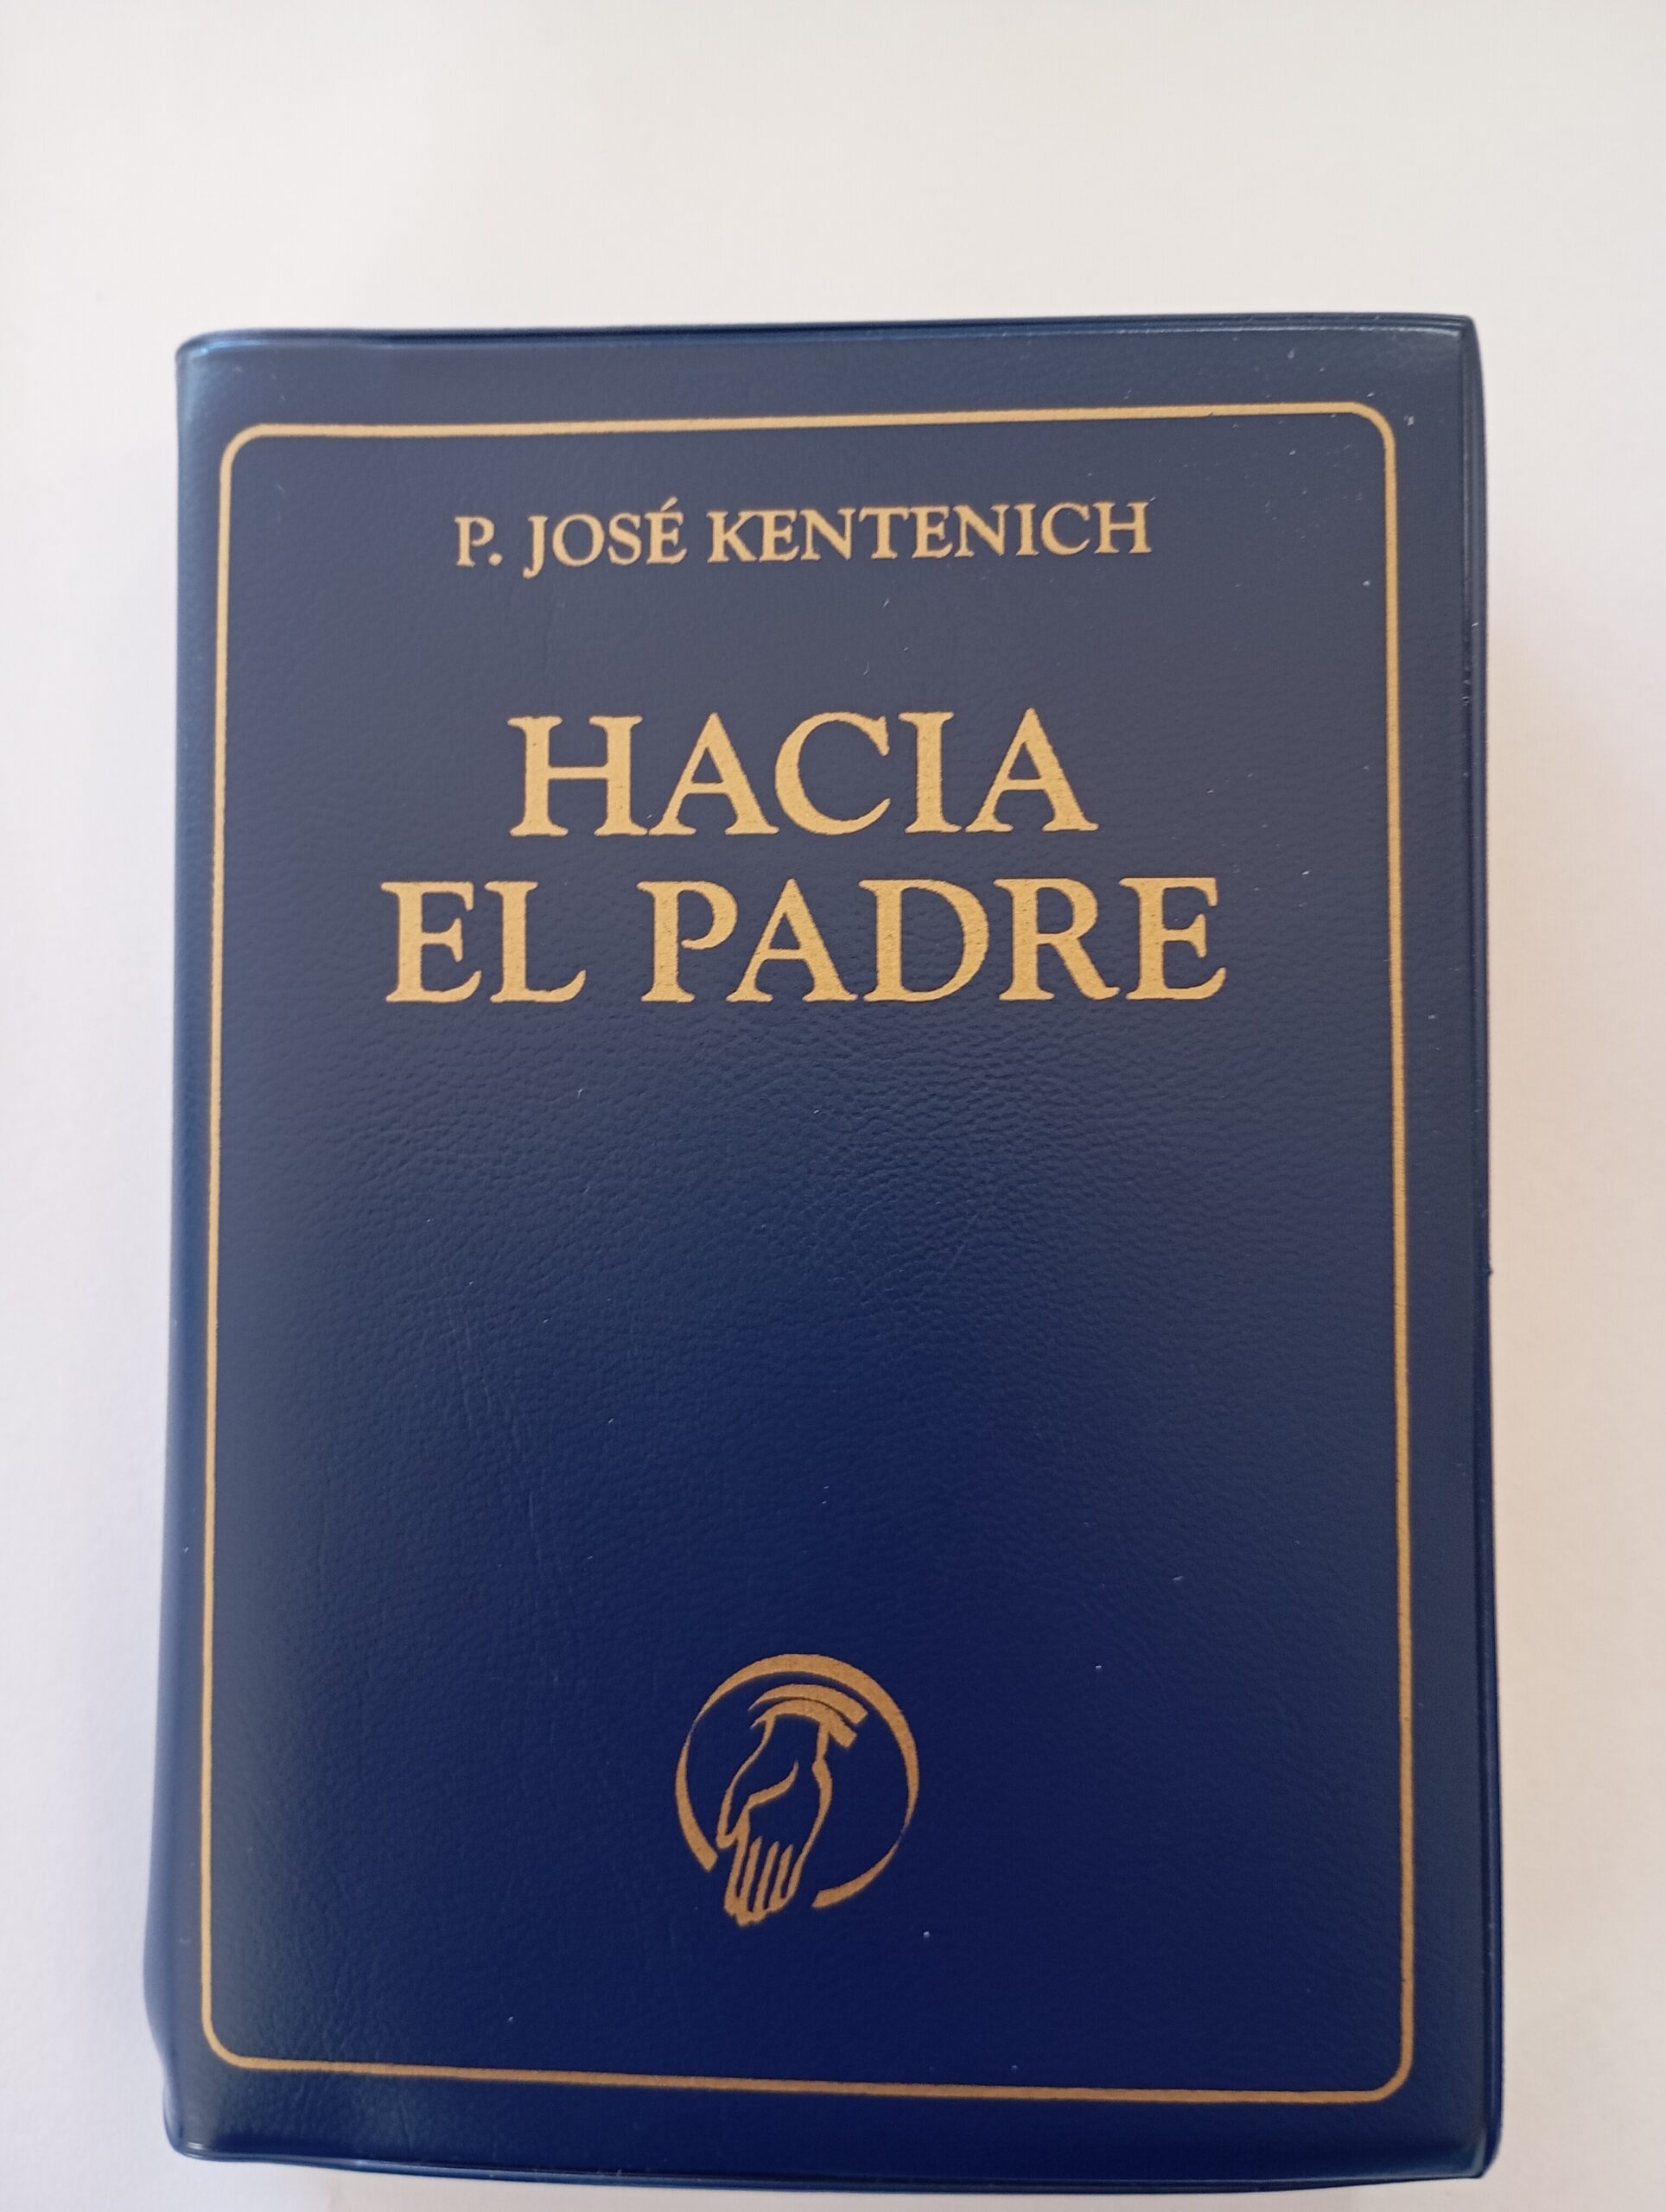 P. JOSÉ KENTENICH
HACIA
EL PADRE